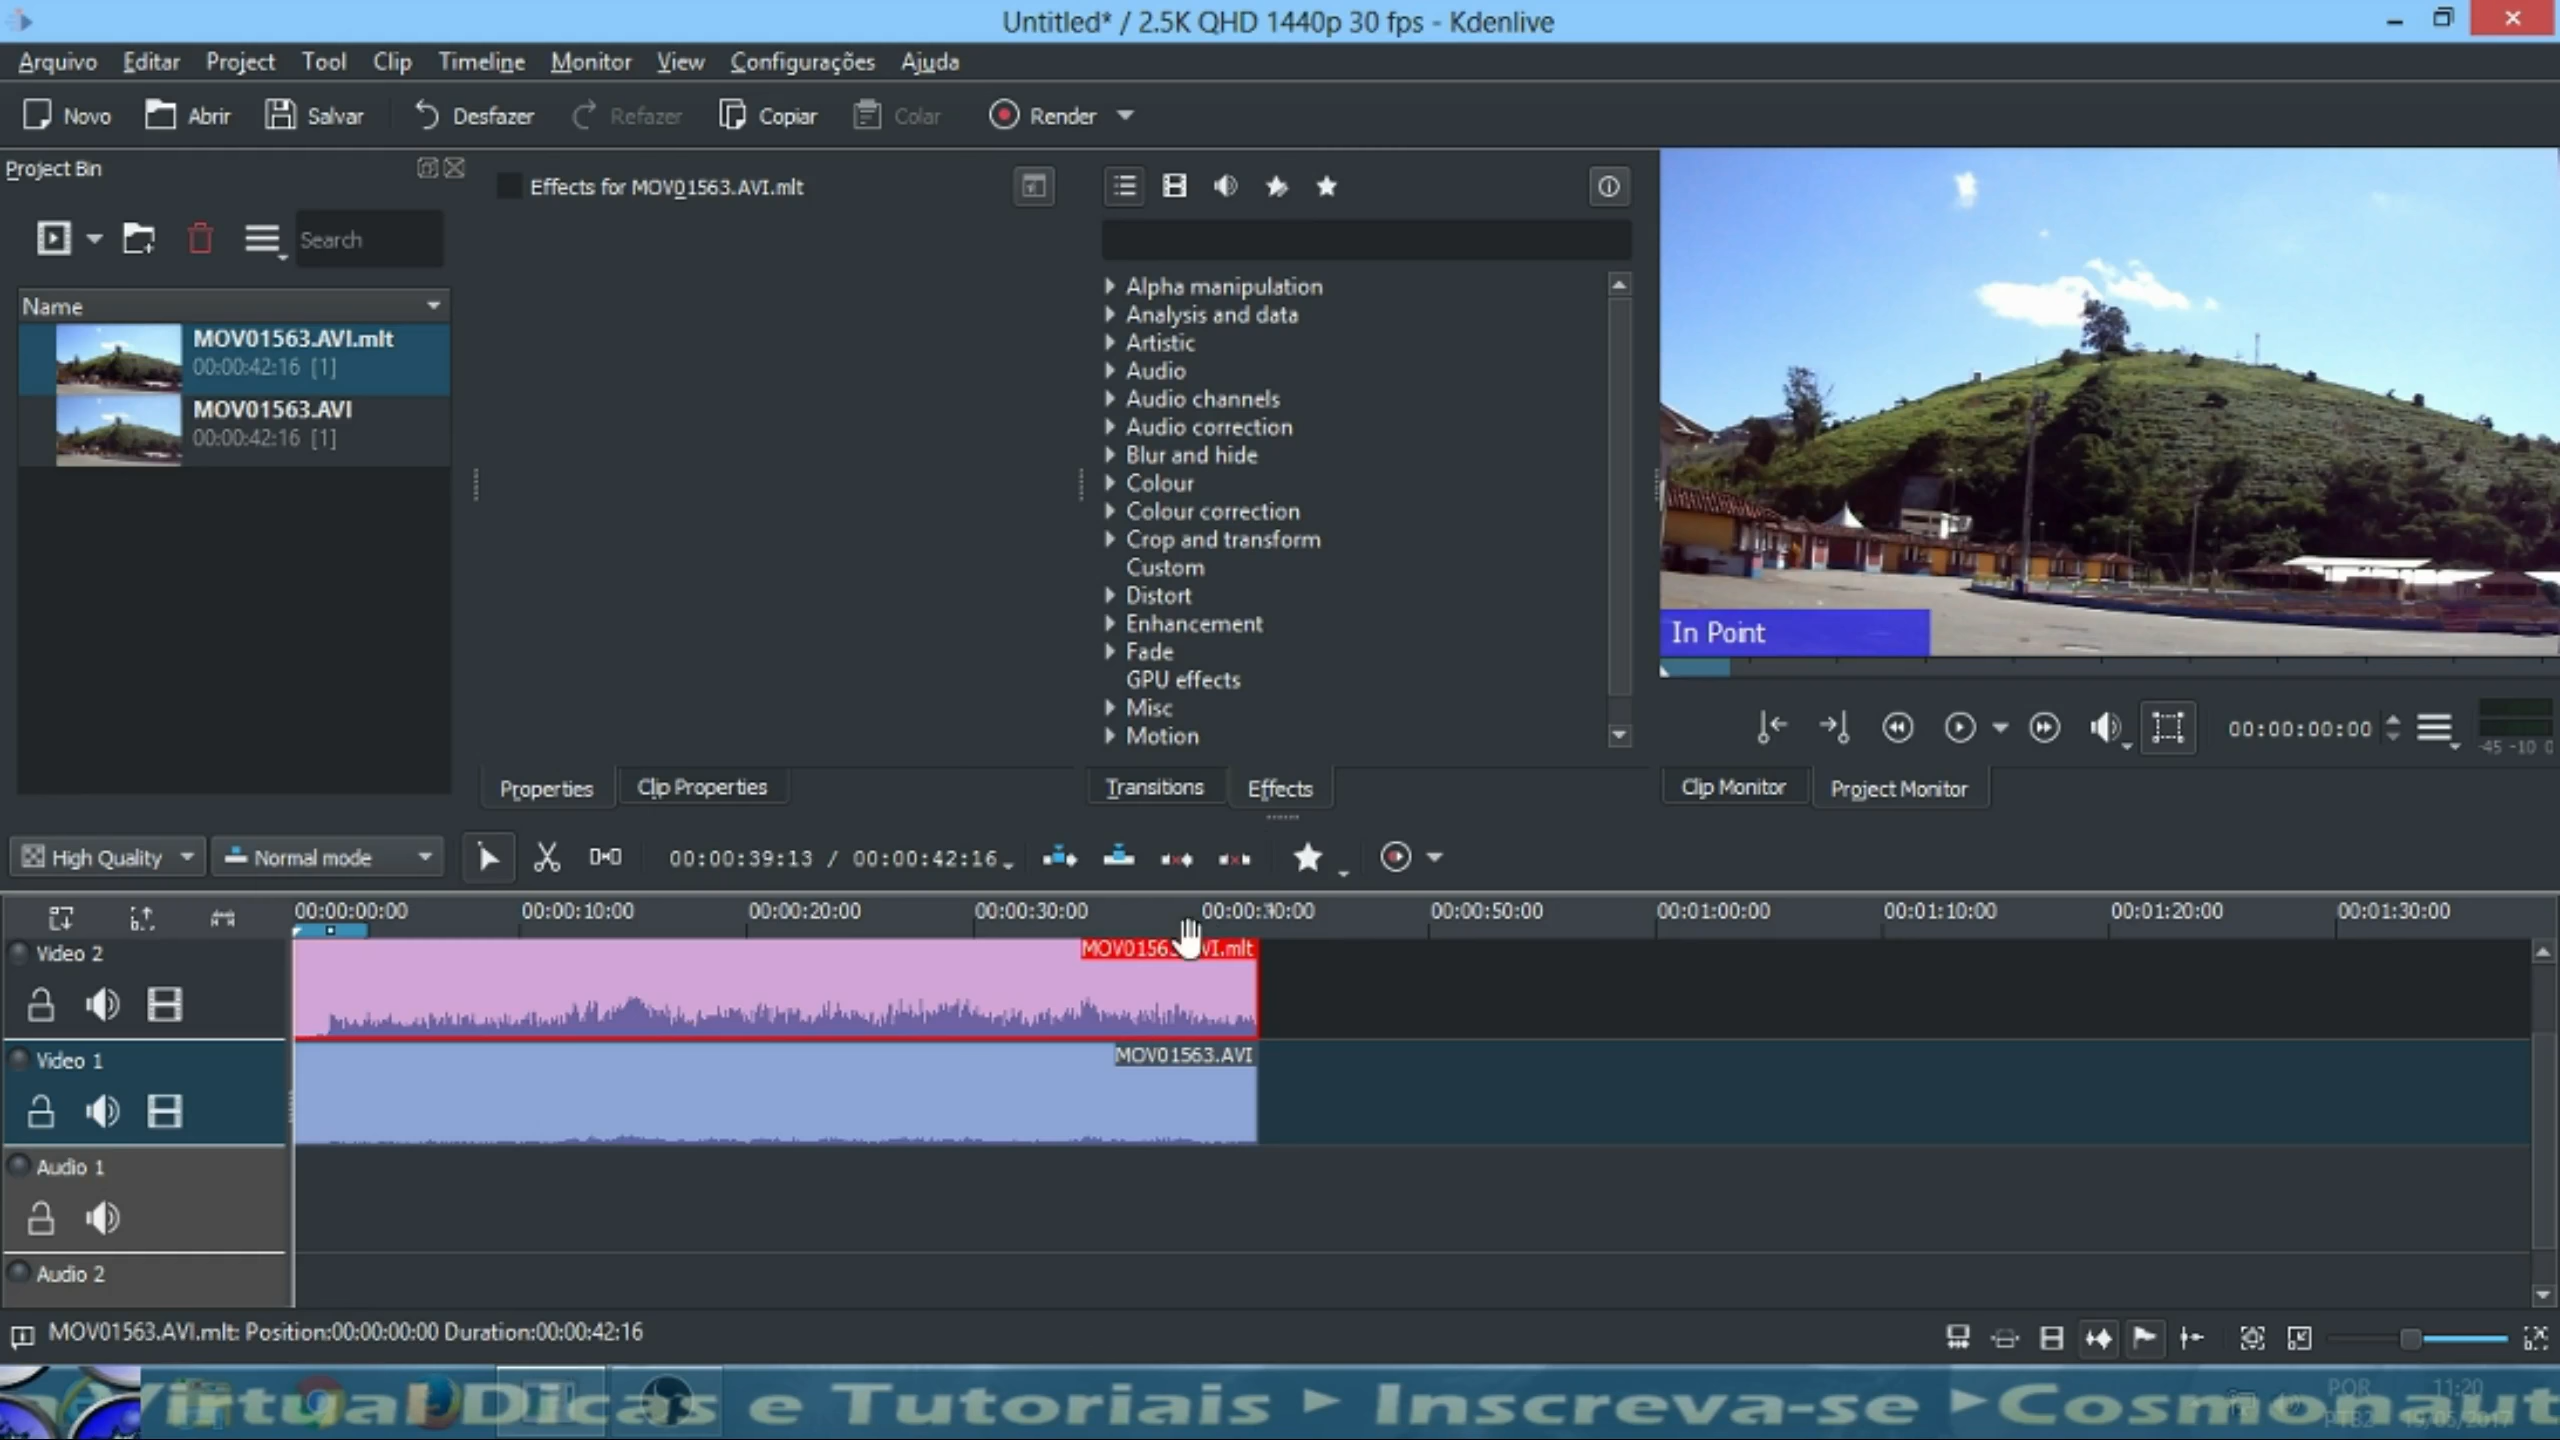 Untitled* / 2.5K QHD 1440p 30 fps - Kdenlive
Arquivo Editar Project Tool Clip Timeline Monitor View Configurações Ajuda
Novo Abrir Salvar Desfazer Refazer Copiar Colar Render
Project Bin
Search
Name
MOV01563.AVI.mlt
00:00:42:16 [1]
MOV01563.AVI
00:00:42:16 [1]
Effects for MOV01563.AVI.mlt
Alpha manipulation
Analysis and data
Artistic
Audio
Audio channels
Audio correction
Blur and hide
Colour
Colour correction
Crop and transform
Custom
Distort
Enhancement
Fade
GPU effects
Misc
Motion
In Point
00:00:00:00
-45 -10 0
Properties Clip Properties
Transitions Effects
Clip Monitor Project Monitor
High Quality Normal mode 00:00:39:13 / 00:00:42:16
00:00:00:00 00:00:10:00 00:00:20:00 00:00:30:00 00:00:40:00 00:00:50:00 00:01:00:00 00:01:10:00 00:01:20:00 00:01:30:00
Video 2
MOV01563.AVI.mlt
Video 1
MOV01563.AVI
Audio 1
Audio 2
MOV01563.AVI.mlt: Position:00:00:00:00 Duration:00:00:42:16
aVirtual Dicas e Tutoriais ► Inscreva-se ►Cosmonaut
POR 11:20
PTB2 19/05/2017